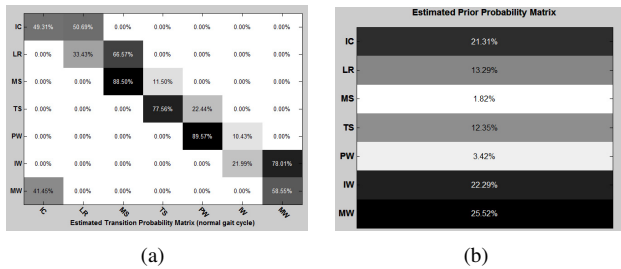 IC 49.31% 50.69% 0.00% 0.00% 0.00% 0.00% 0.00%
LR 0.00% 33.43% 66.57% 0.00% 0.00% 0.00% 0.00%
MS 0.00% 0.00% 88.50% 11.50% 0.00% 0.00% 0.00%
TS 0.00% 0.00% 0.00% 77.56% 22.44% 0.00% 0.00%
PW 0.00% 0.00% 0.00% 0.00% 89.57% 10.43% 0.00%
IW 0.00% 0.00% 0.00% 0.00% 0.00% 21.99% 78.01%
MW 41.45% 0.00% 0.00% 0.00% 0.00% 0.00% 58.55%
IC LR MS TS PW IW MW
Estimated Transition Probability Matrix (normal gait cycle)
(a)
Estimated Prior Probability Matrix
IC 21.31%
LR 13.29%
MS 1.82%
TS 12.35%
PW 3.42%
IW 22.29%
MW 25.52%
(b)